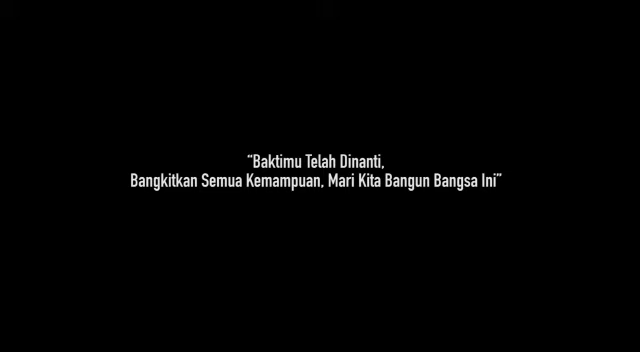 “Baktimu Telah Dinanti,
Bangkitkan Semua Kemampuan, Mari Kita Bangun Bangsa Ini”